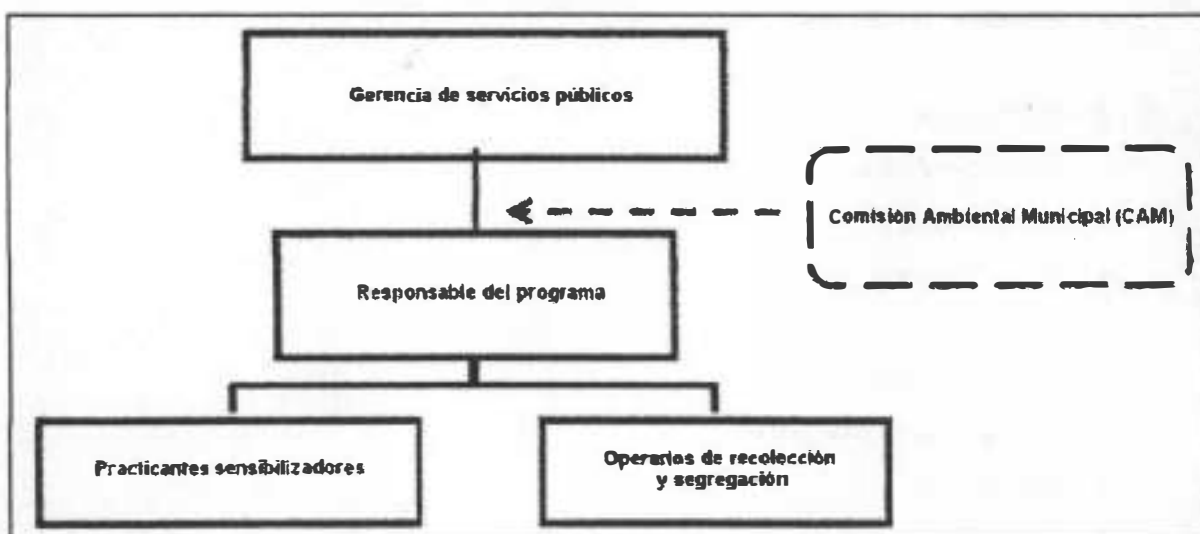 Gerencia de servicios públicos
Comisión Ambiental Municipal (CAM)
Responsable del programa
Practicantes sensibilizadores
Operarios de recolección
y segregación